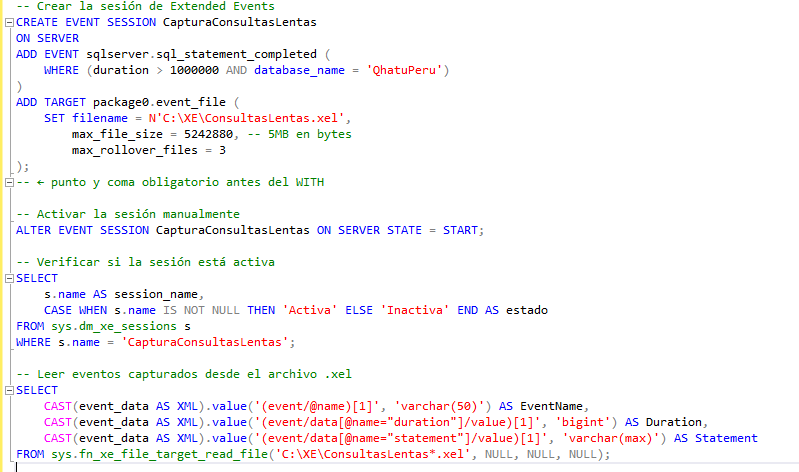 -- Crear la sesión de Extended Events
CREATE EVENT SESSION CapturaConsultasLentas
ON SERVER
ADD EVENT sqlserver.sql_statement_completed (
    WHERE (duration > 1000000 AND database_name = 'QhatuPeru')
)
ADD TARGET package0.event_file (
    SET filename = N'C:\XE\ConsultasLentas.xel',
        max_file_size = 5242880, -- 5MB en bytes
        max_rollover_files = 3
);
-- ← punto y coma obligatorio antes del WITH

-- Activar la sesión manualmente
ALTER EVENT SESSION CapturaConsultasLentas ON SERVER STATE = START;

-- Verificar si la sesión está activa
SELECT
    s.name AS session_name,
    CASE WHEN s.name IS NOT NULL THEN 'Activa' ELSE 'Inactiva' END AS estado
FROM sys.dm_xe_sessions s
WHERE s.name = 'CapturaConsultasLentas';

-- Leer eventos capturados desde el archivo .xel
SELECT
    CAST(event_data AS XML).value('(event/@name)[1]', 'varchar(50)') AS EventName,
    CAST(event_data AS XML).value('(event/data[@name="duration"]/value)[1]', 'bigint') AS Duration,
    CAST(event_data AS XML).value('(event/data[@name="statement"]/value)[1]', 'varchar(max)') AS Statement
FROM sys.fn_xe_file_target_read_file('C:\XE\ConsultasLentas*.xel', NULL, NULL, NULL);